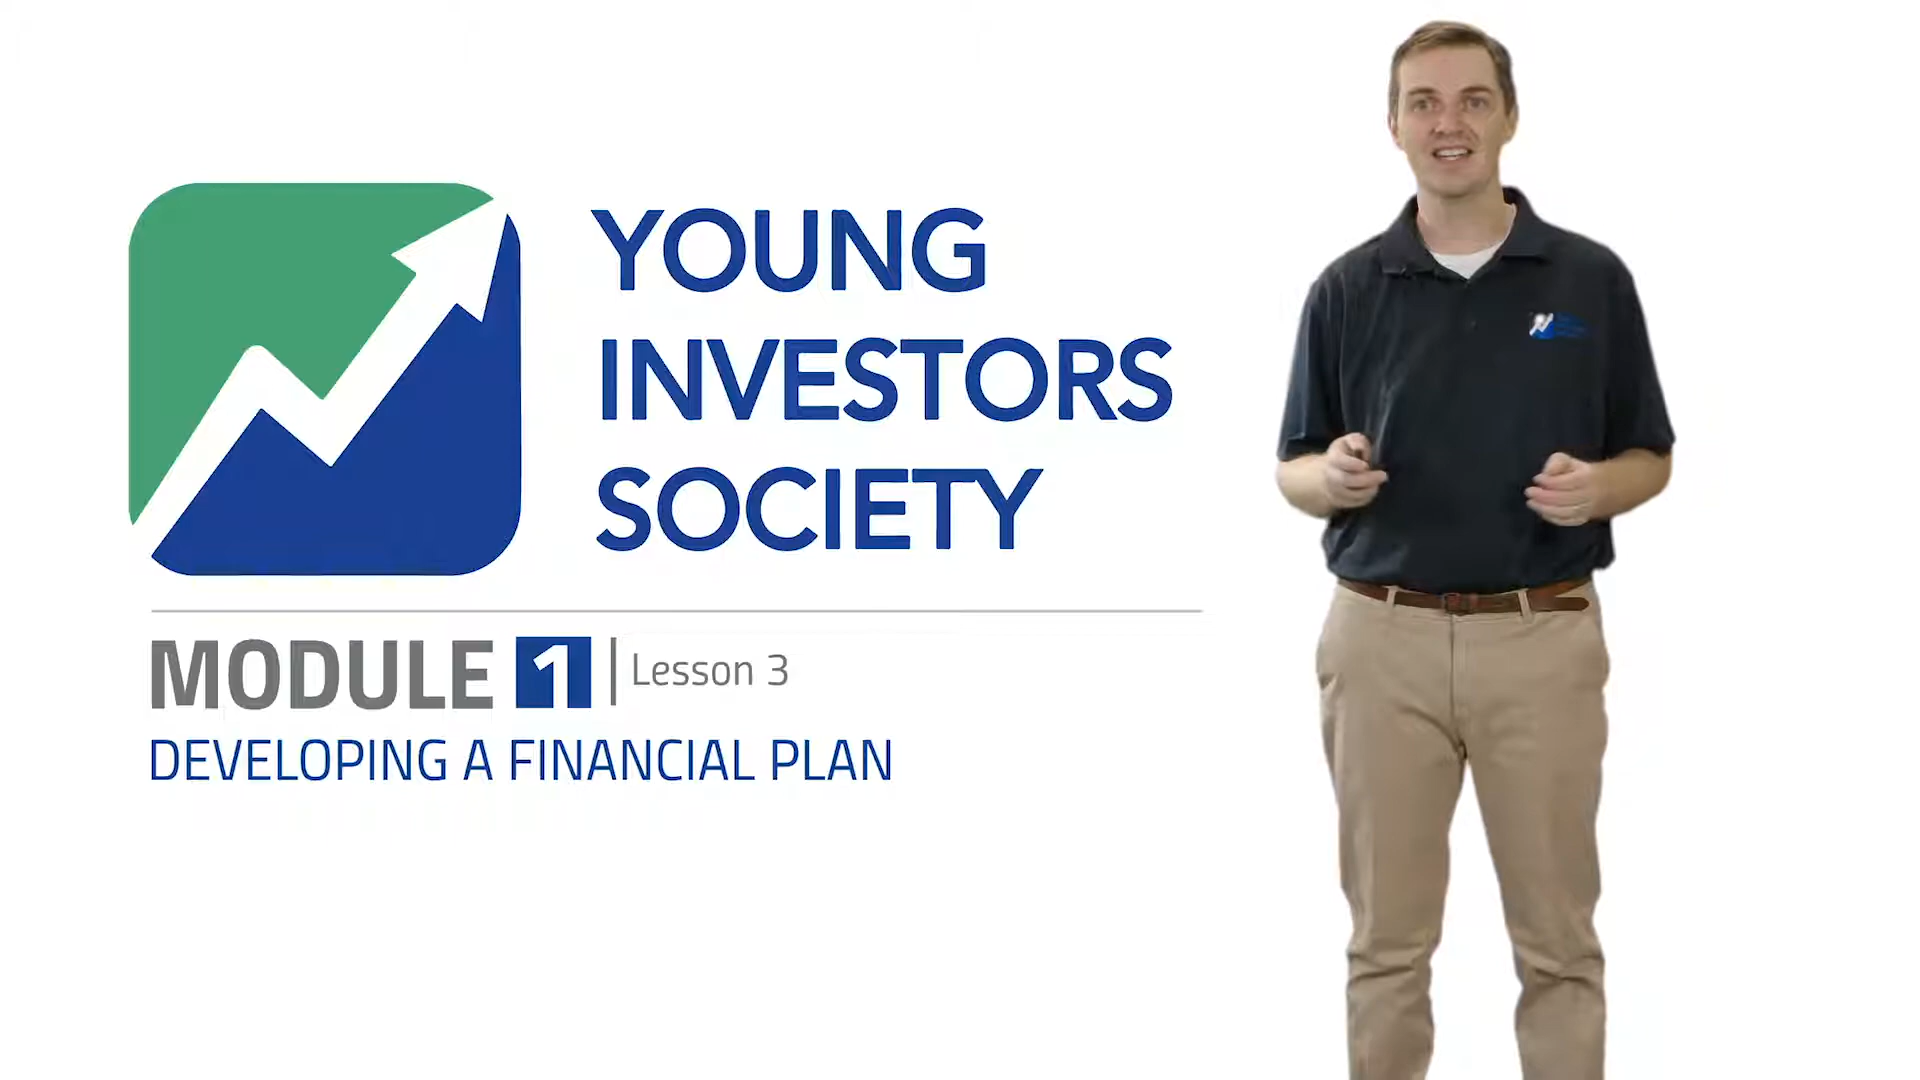 YOUNG
INVESTORS
SOCIETY
MODULE 1 | Lesson 3
DEVELOPING A FINANCIAL PLAN